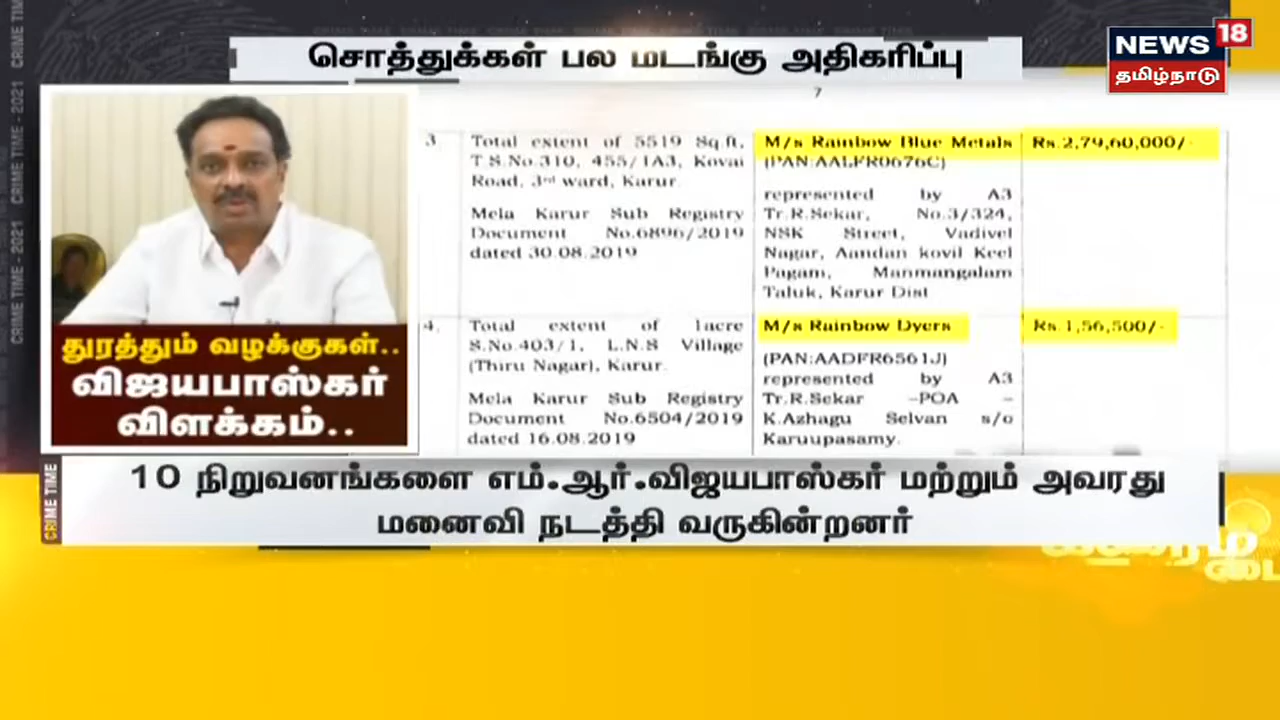 சொத்துக்கள் பல மடங்கு அதிகரிப்பு
NEWS 18
தமிழ்நாடு
CRIME TIME - 2021
CRIME TIME - 2021
7
3. Total extent of 5519 Sq.ft, M/s Rainbow Blue Metals Rs.2,79,60,000/-
T.S.No.310, 455/1A3, Kovai (PAN:AALFR0676C)
Road, 3rd ward, Karur.
represented by A3
Mela Karur Sub Registry Tr.R.Sekar, No.3/324,
Document No.6896/2019 NSK Street, Vadivel
dated 30.08.2019 Nagar, Aandan kovil Keel
Pagam, Manmangalam
Taluk, Karur Dist
4. Total extent of 1acre M/s Rainbow Dyers Rs.1,56,500/-
S.No.403/1, L.N.S Village
(Thiru Nagar), Karur. (PAN:AADFR6561J)
represented by A3
Mela Karur Sub Registry Tr.R.Sekar –POA –
Document No.6504/2019 K.Azhagu Selvan s/o
dated 16.08.2019 Karuupasamy.
துரத்தும் வழக்குகள்..
விஜயபாஸ்கர்
விளக்கம்..
CRIME TIME
10 நிறுவனங்களை எம்.ஆர்.விஜயபாஸ்கர் மற்றும் அவரது
மனைவி நடத்தி வருகின்றனர்